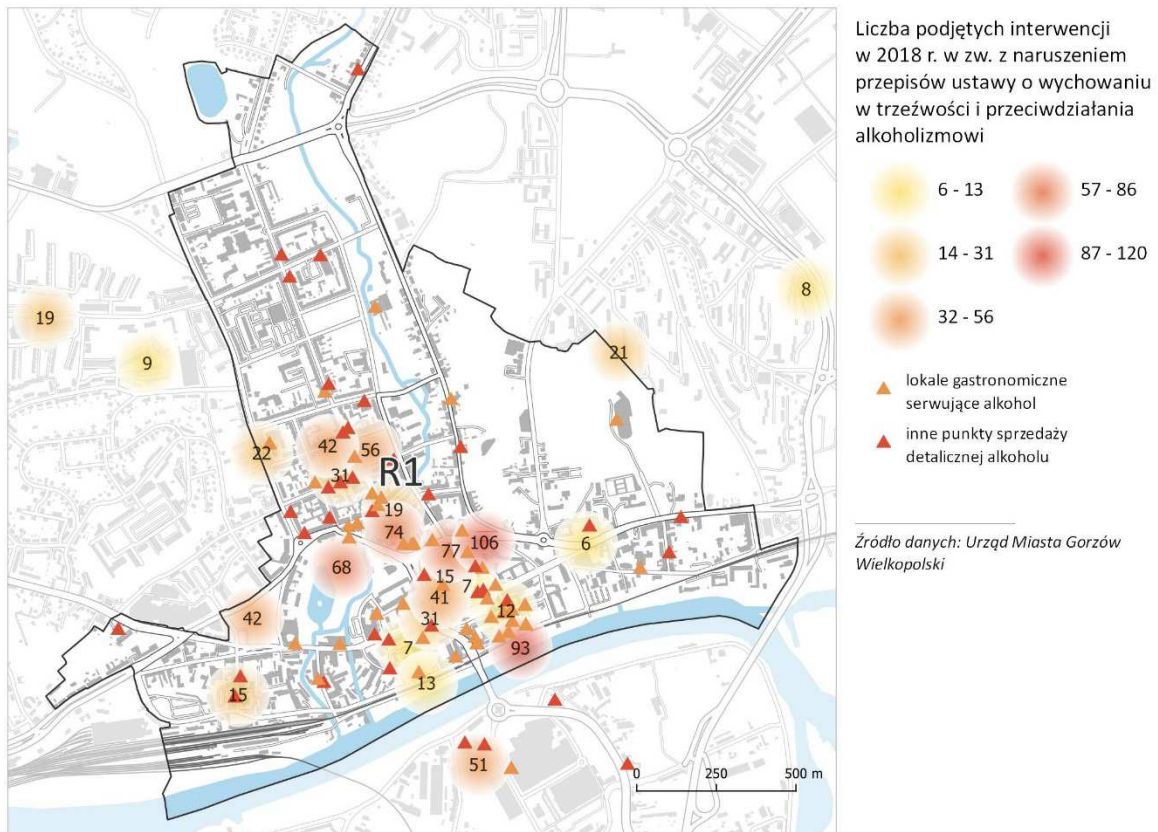 Liczba podjętych interwencji
w 2018 r. w zw. z naruszeniem
przepisów ustawy o wychowaniu
w trzeźwości i przeciwdziałania
alkoholizmowi
6 - 13
57 - 86
14 - 31
87 - 120
32 - 56
lokale gastronomiczne
serwujące alkohol
inne punkty sprzedaży
detalicznej alkoholu
Źródło danych: Urząd Miasta Gorzów
Wielkopolski
8
19
9
21
42
56
22
31
R1
19
74
77
106
6
68
15
7
41
12
42
31
7
93
13
15
51
0
250
500 m